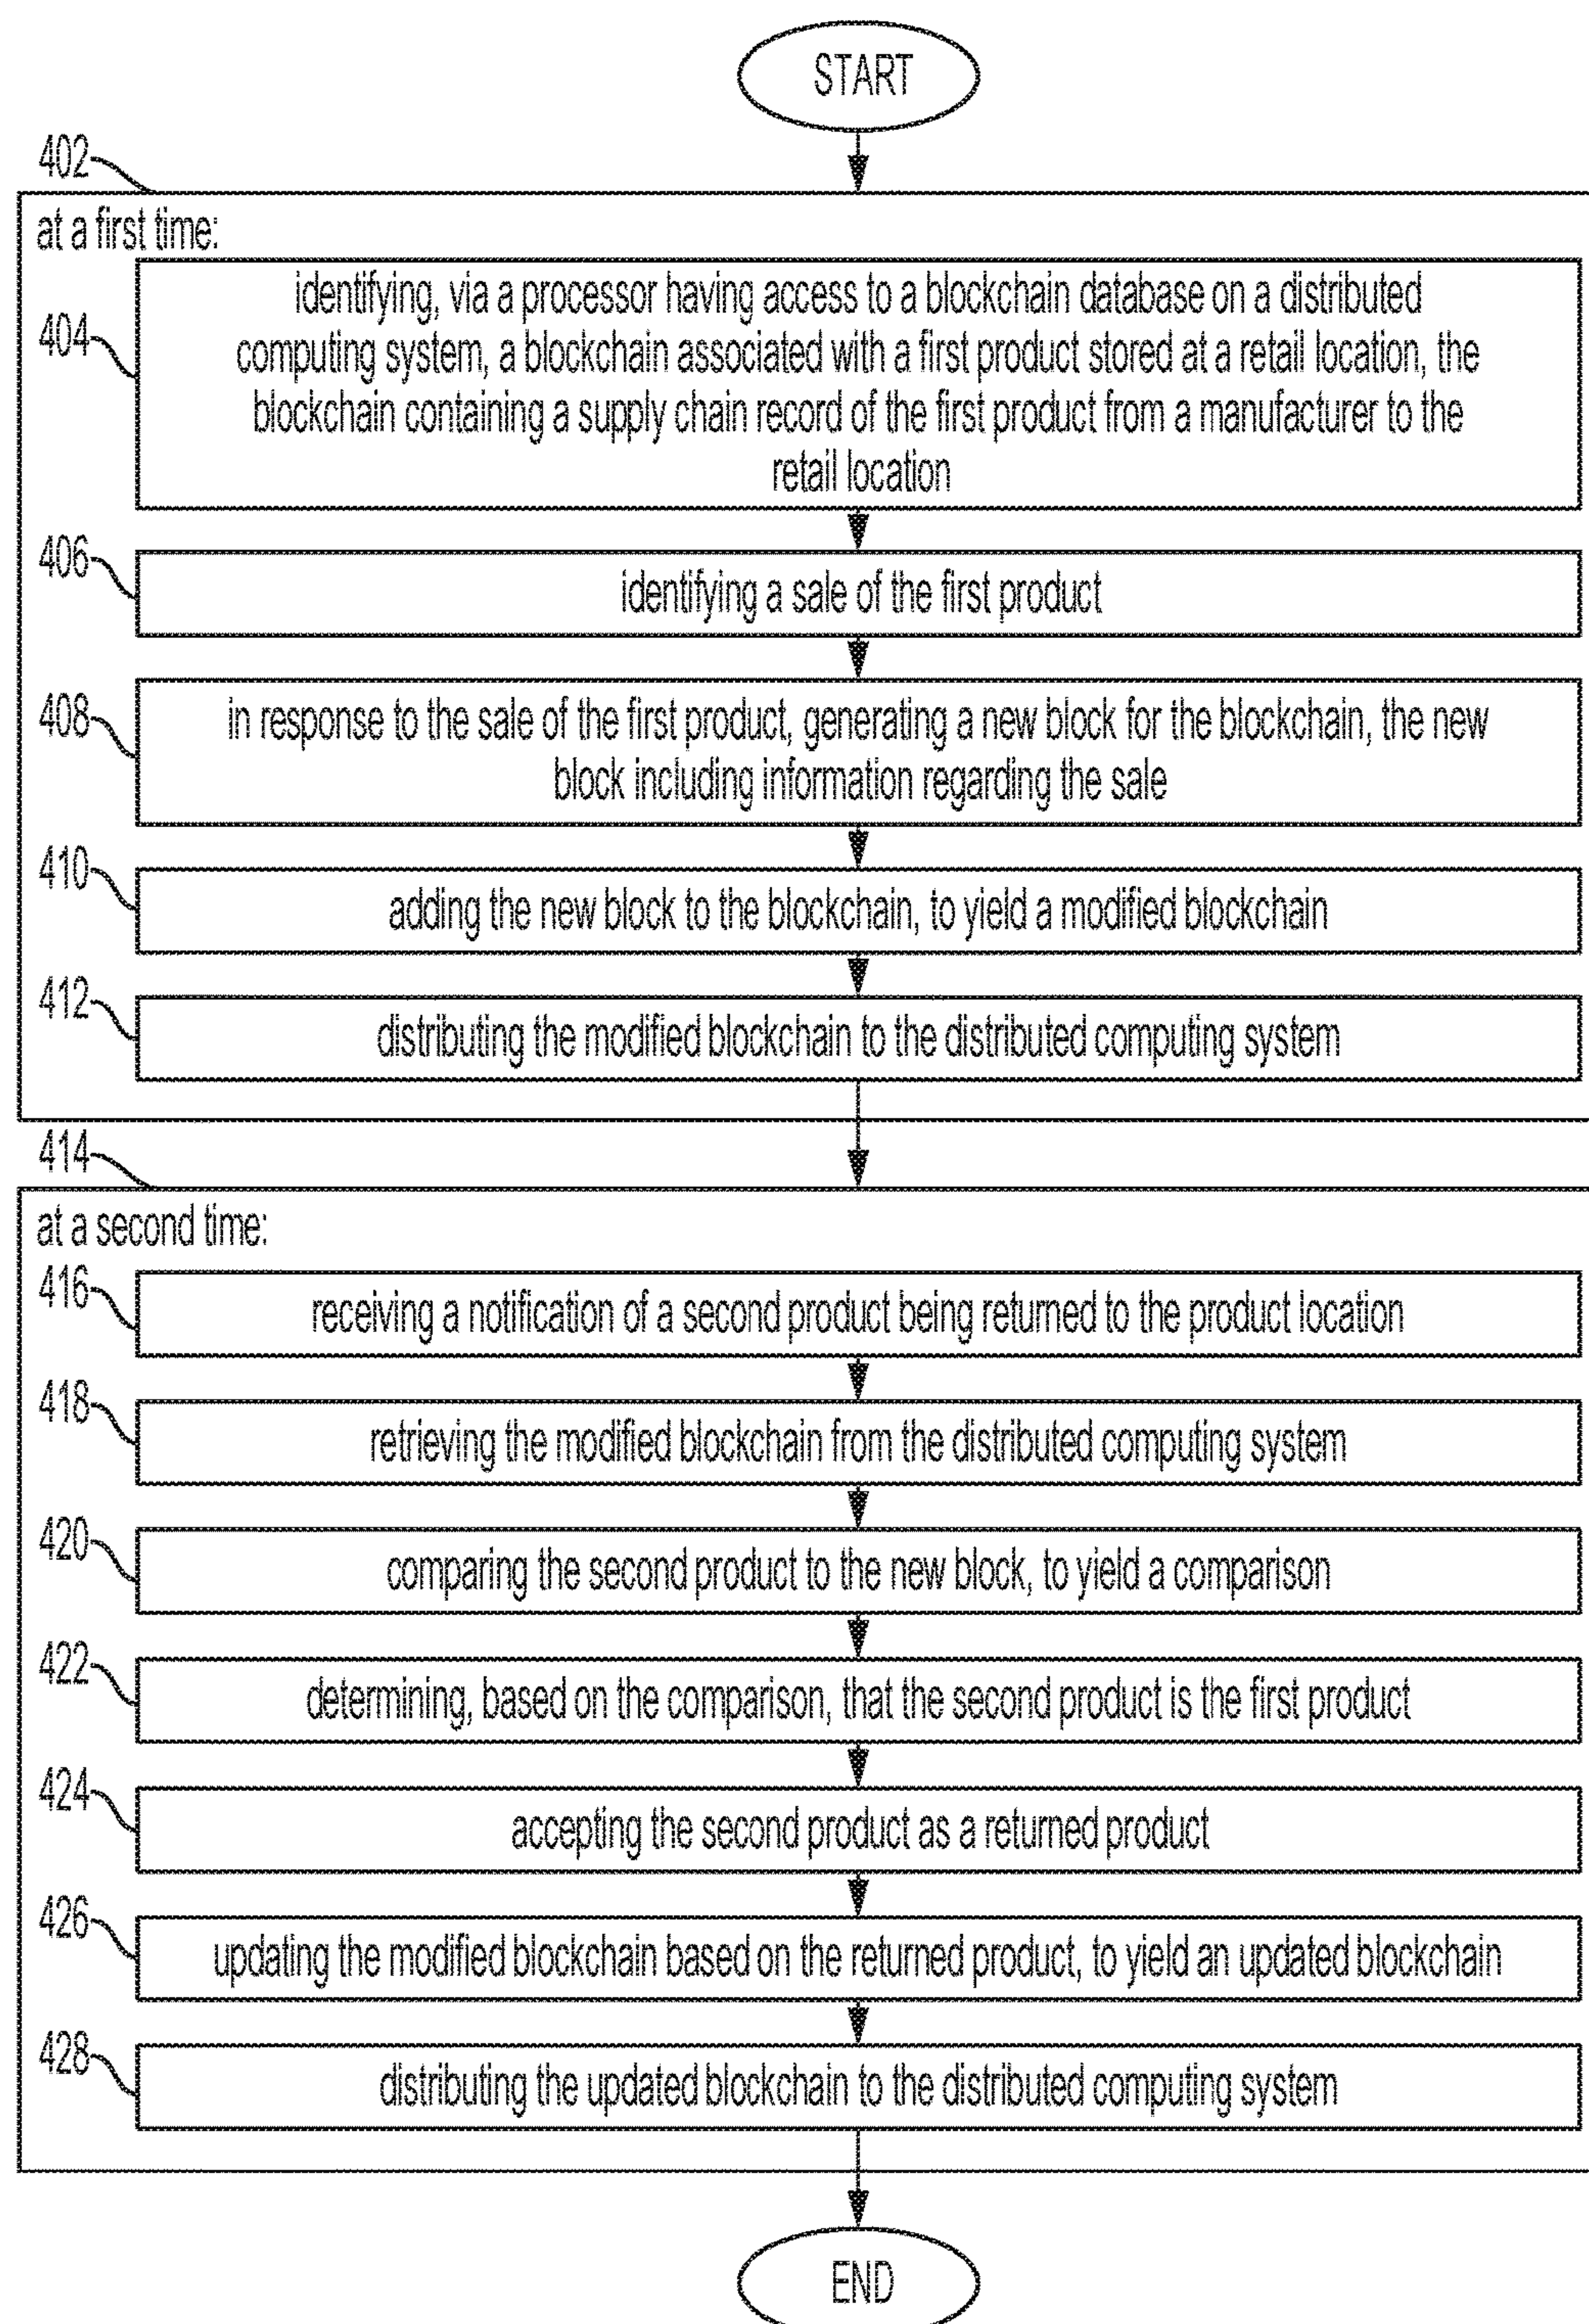 START
402
at a first time:
404
identifying, via a processor having access to a blockchain database on a distributed
computing system, a blockchain associated with a first product stored at a retail location, the
blockchain containing a supply chain record of the first product from a manufacturer to the
retail location
406
identifying a sale of the first product
408
in response to the sale of the first product, generating a new block for the blockchain, the new
block including information regarding the sale
410
adding the new block to the blockchain, to yield a modified blockchain
412
distributing the modified blockchain to the distributed computing system
414
at a second time:
416
receiving a notification of a second product being returned to the product location
418
retrieving the modified blockchain from the distributed computing system
420
comparing the second product to the new block, to yield a comparison
422
determining, based on the comparison, that the second product is the first product
424
accepting the second product as a returned product
426
updating the modified blockchain based on the returned product, to yield an updated blockchain
428
distributing the updated blockchain to the distributed computing system
END